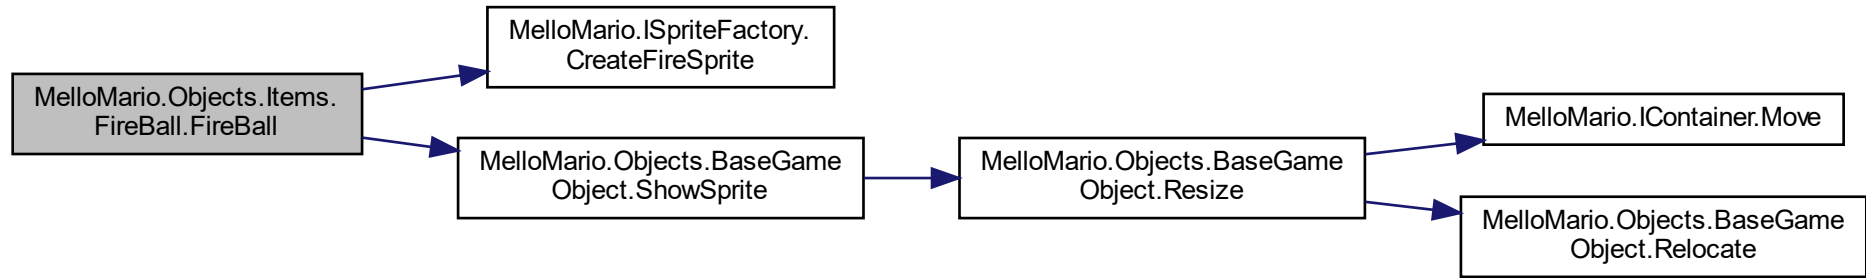 MelloMario.Objects.Items.
FireBall.FireBall
MelloMario.ISpriteFactory.
CreateFireSprite
MelloMario.Objects.BaseGame
Object.ShowSprite
MelloMario.Objects.BaseGame
Object.Resize
MelloMario.IContainer.Move
MelloMario.Objects.BaseGame
Object.Relocate